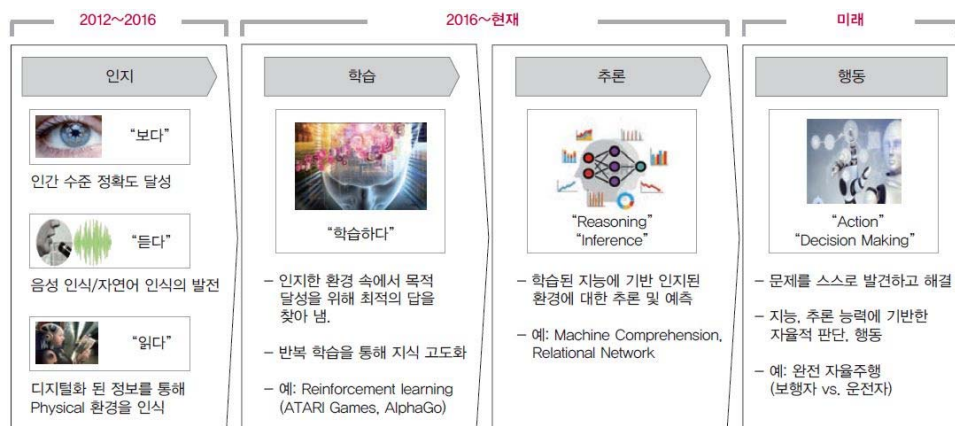 2012~2016
2016~현재
미래
인지
학습
추론
행동
“보다”
인간 수준 정확도 달성
“듣다”
음성 인식/자연어 인식의 발전
“읽다”
디지털화 된 정보를 통해
Physical 환경을 인식
“학습하다”
– 인지한 환경 속에서 목적
달성을 위해 최적의 답을
찾아 냄.
– 반복 학습을 통해 지식 고도화
– 예: Reinforcement learning
(ATARI Games, AlphaGo)
“Reasoning”
“Inference”
– 학습된 지능에 기반 인지된
환경에 대한 추론 및 예측
– 예: Machine Comprehension,
Relational Network
“Action”
“Decision Making”
– 문제를 스스로 발견하고 해결
– 지능, 추론 능력에 기반한
자율적 판단, 행동
– 예: 완전 자율주행
(보행자 vs. 운전자)